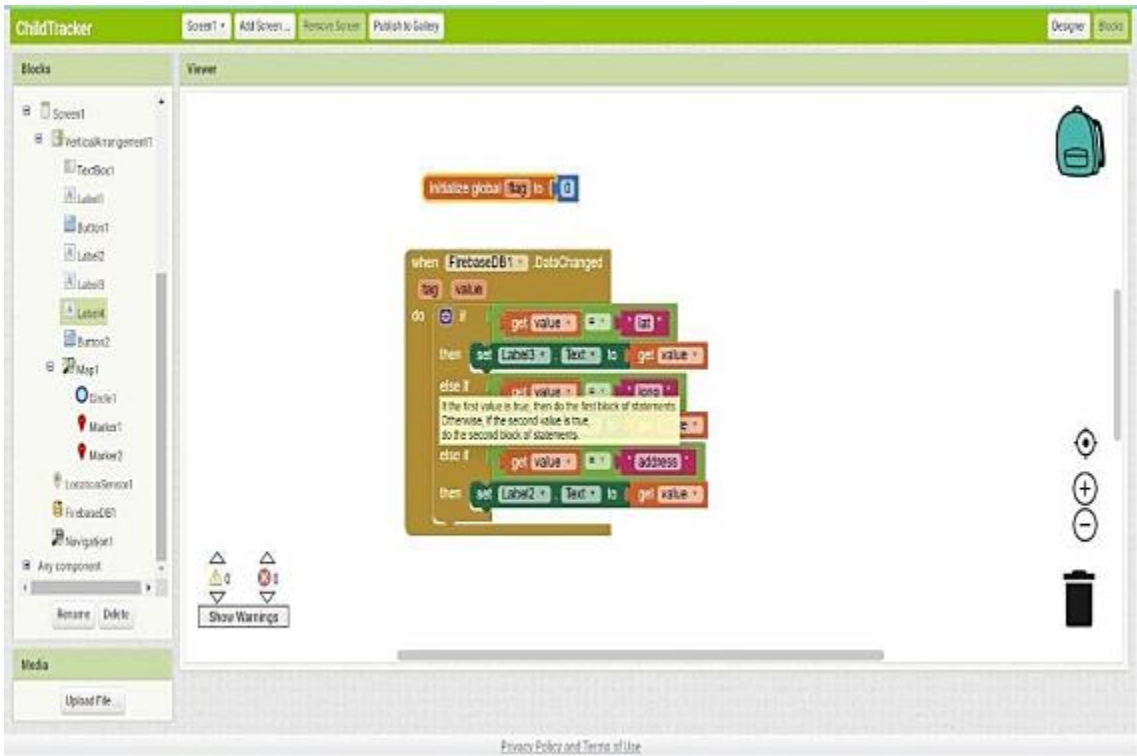 ChildTracker
Screen1 Add Screen ... Remove Screen Publish to Gallery
Designer Blocks
Blocks
Viewer
Screen1
VerticalArrangement1
TextBox1
Label1
Button1
Label2
Label3
Label4
Button2
Map1
Circle1
Marker1
Marker2
LocationSensor1
FirebaseDB1
Navigation1
Any component
Rename Delete
Media
Upload File ...
initialize global flag to 0
when FirebaseDB1 .DataChanged
tag value
do if get value = " lat "
then set Label3 . Text to get value
else if get value = " long "
If the first value is true, then do the first block of statements.
Otherwise, if the second value is true,
do the second block of statements.
else if get value = " address "
then set Label2 . Text to get value
0 0
Show Warnings
Privacy Policy and Terms of Use